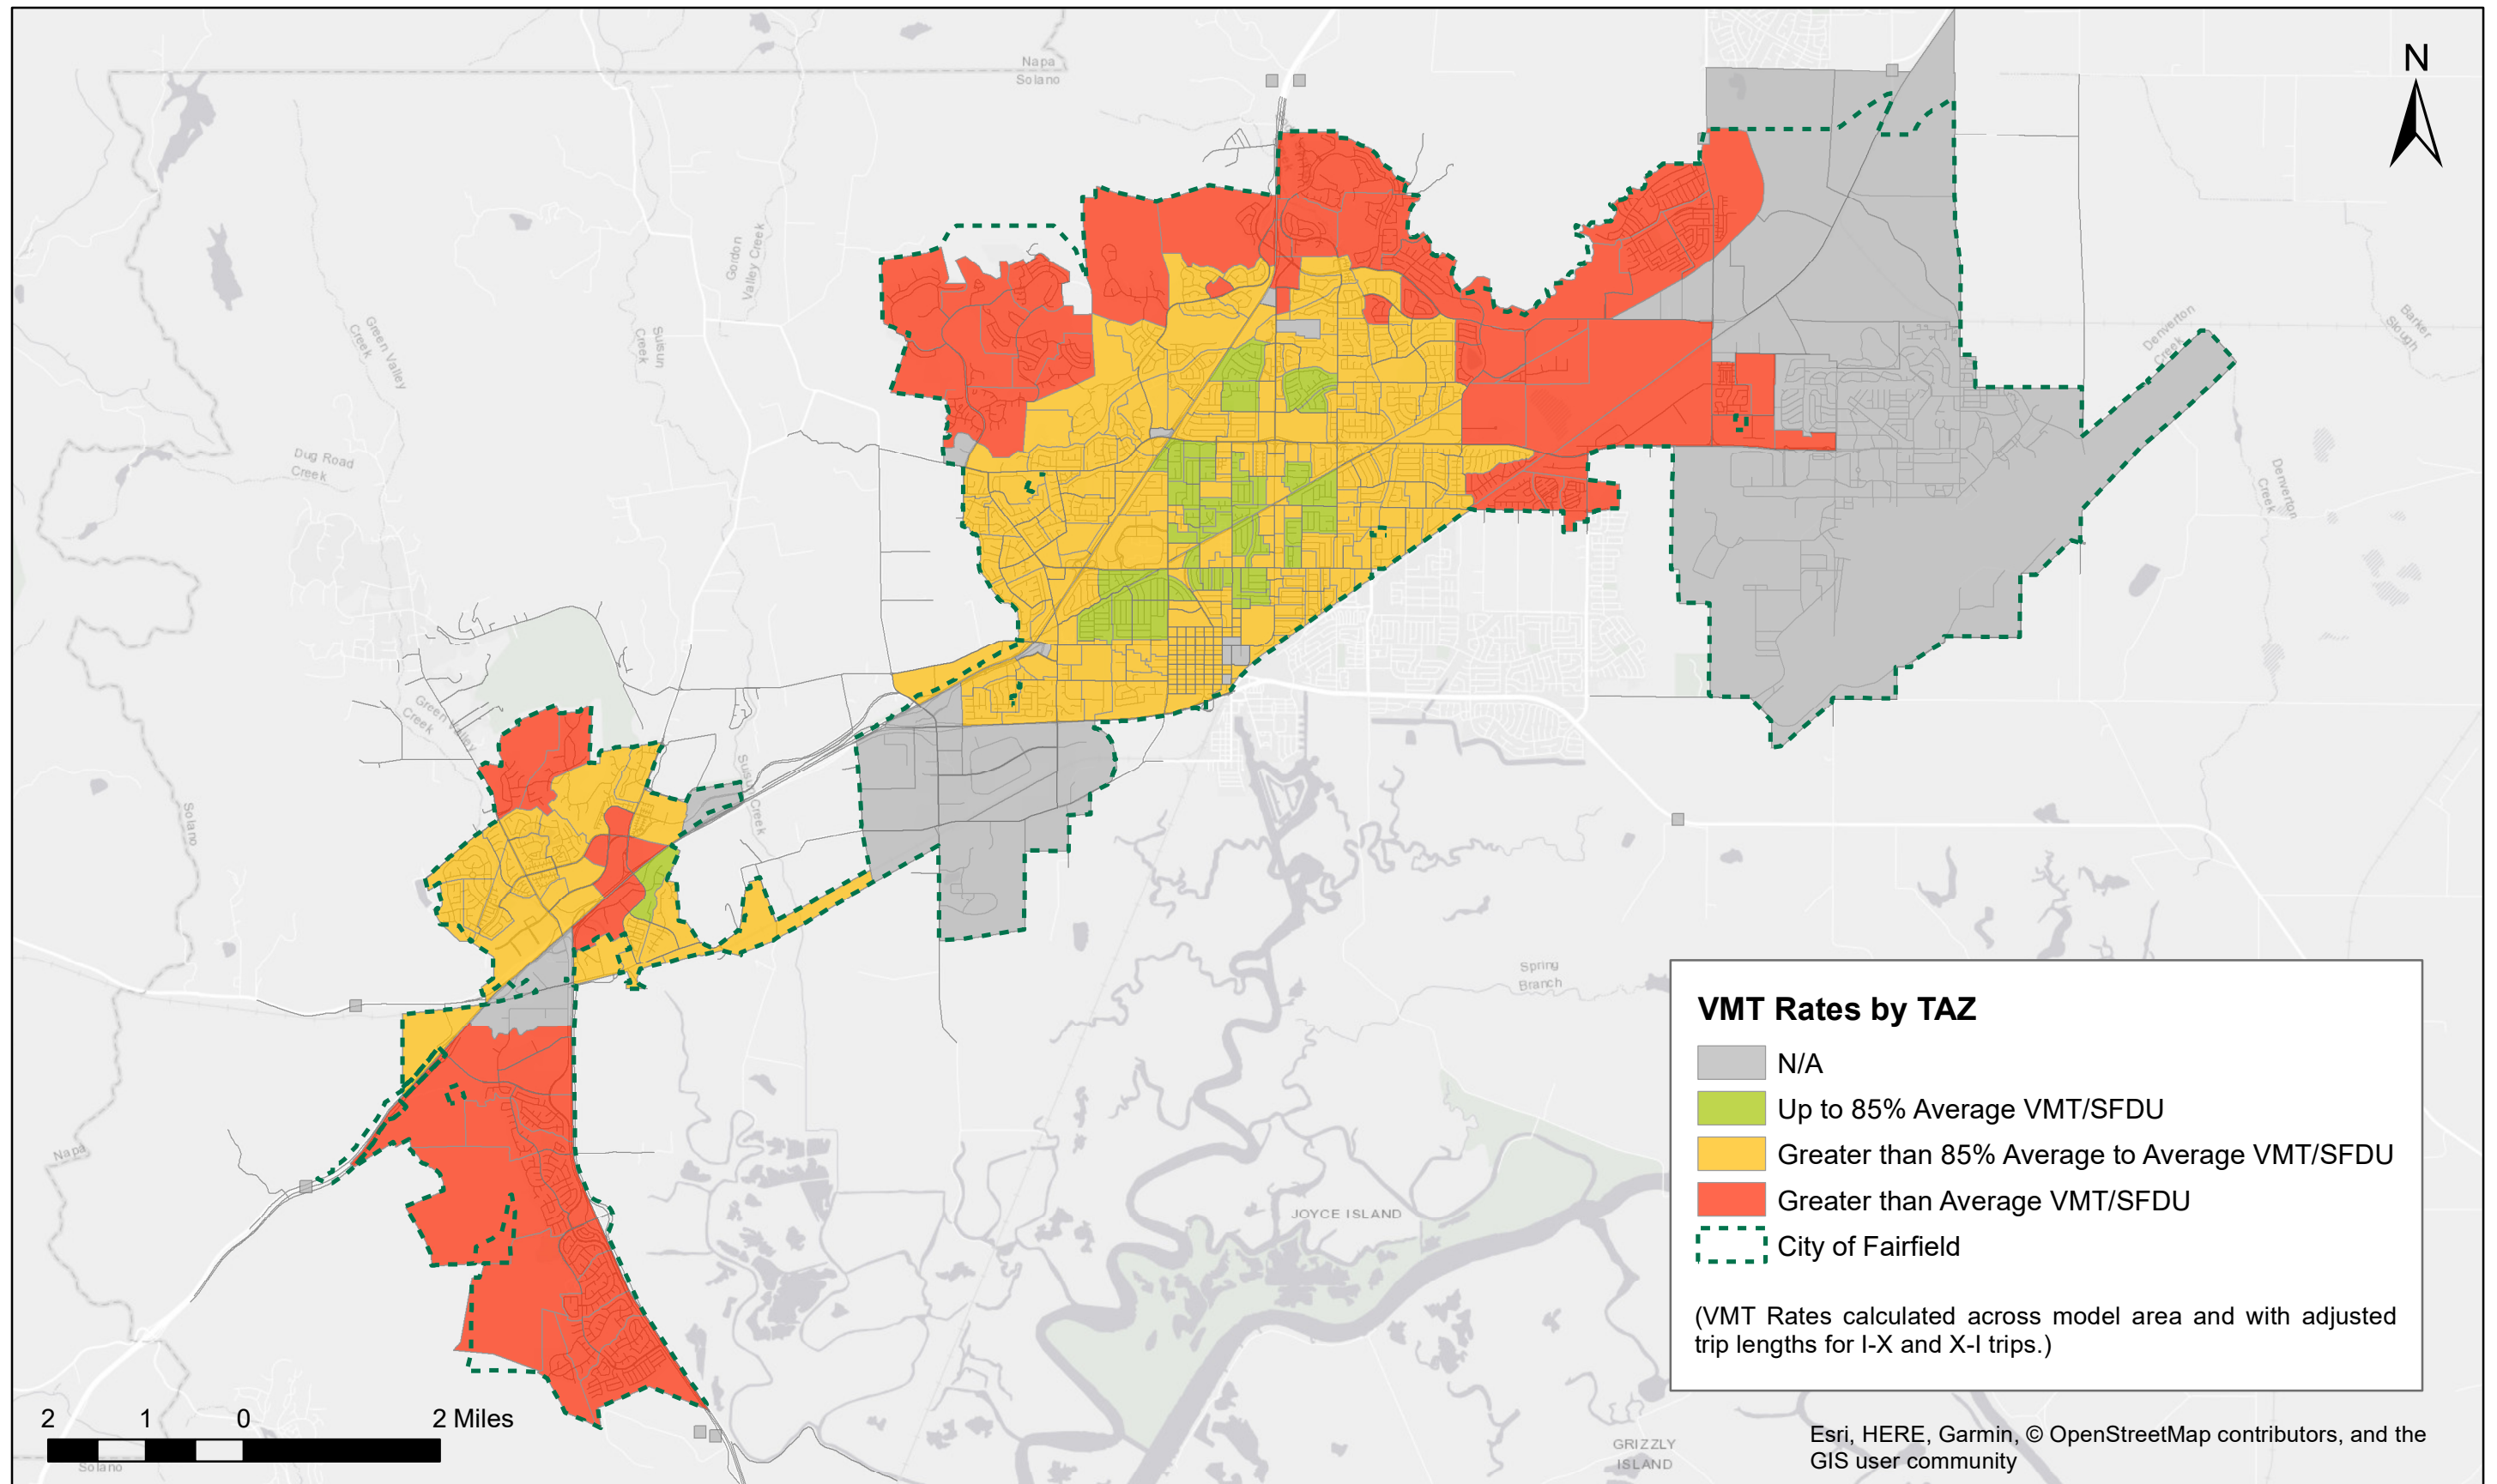 Napa
Solano
N
Gordon
Valley Creek
Suisun
Creek
Green Valley
Creek
Denverton
Creek
Barker
Slough
Dug Road
Creek
Denverton
Creek
Green Valley
Creek
Suisun Creek
Solano
Spring
Branch
Napa
JOYCE ISLAND
GRIZZLY
ISLAND
VMT Rates by TAZ
N/A
Up to 85% Average VMT/SFDU
Greater than 85% Average to Average VMT/SFDU
Greater than Average VMT/SFDU
City of Fairfield
(VMT Rates calculated across model area and with adjusted
trip lengths for I-X and X-I trips.)
2 1 0 2 Miles
Solano
Esri, HERE, Garmin, © OpenStreetMap contributors, and the
GIS user community